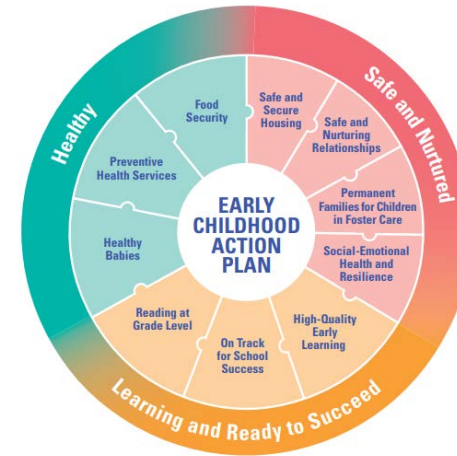 Healthy
Safe and Nurtured
Learning and Ready to Succeed
EARLY
CHILDHOOD
ACTION
PLAN
Food
Security
Preventive
Health Services
Healthy
Babies
Safe and
Secure
Housing
Safe and
Nurturing
Relationships
Permanent
Families for Children
in Foster Care
Social-Emotional
Health and
Resilience
High-Quality
Early
Learning
On Track
for School
Success
Reading at
Grade Level